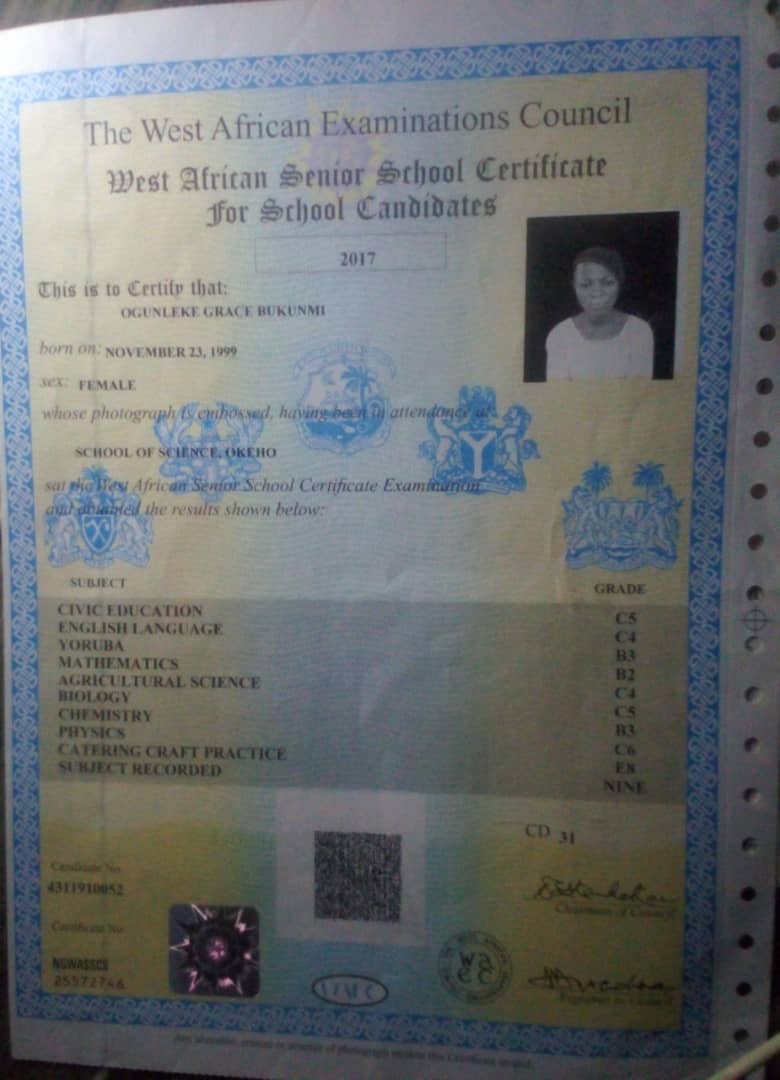 The West African Examinations Council
West African Senior School Certificate
For School Candidates
2017
This is to Certify that:
OGUNLEKE GRACE BUKUNMI
born on: NOVEMBER 23, 1999
sex: FEMALE
whose photograph is embossed, having been in attendance at
SCHOOL OF SCIENCE, OKEHO
sat the West African Senior School Certificate Examination
and obtained the results shown below:
SUBJECT GRADE
CIVIC EDUCATION C5
ENGLISH LANGUAGE C4
YORUBA B3
MATHEMATICS B2
AGRICULTURAL SCIENCE C4
BIOLOGY C5
CHEMISTRY B3
PHYSICS C6
CATERING CRAFT PRACTICE E8
SUBJECT RECORDED NINE
CD 31
Candidate No.
4311910052
Chairman of Council
Certificate No.
NGWASSCS
25572746
WAEC
Registrar to Council